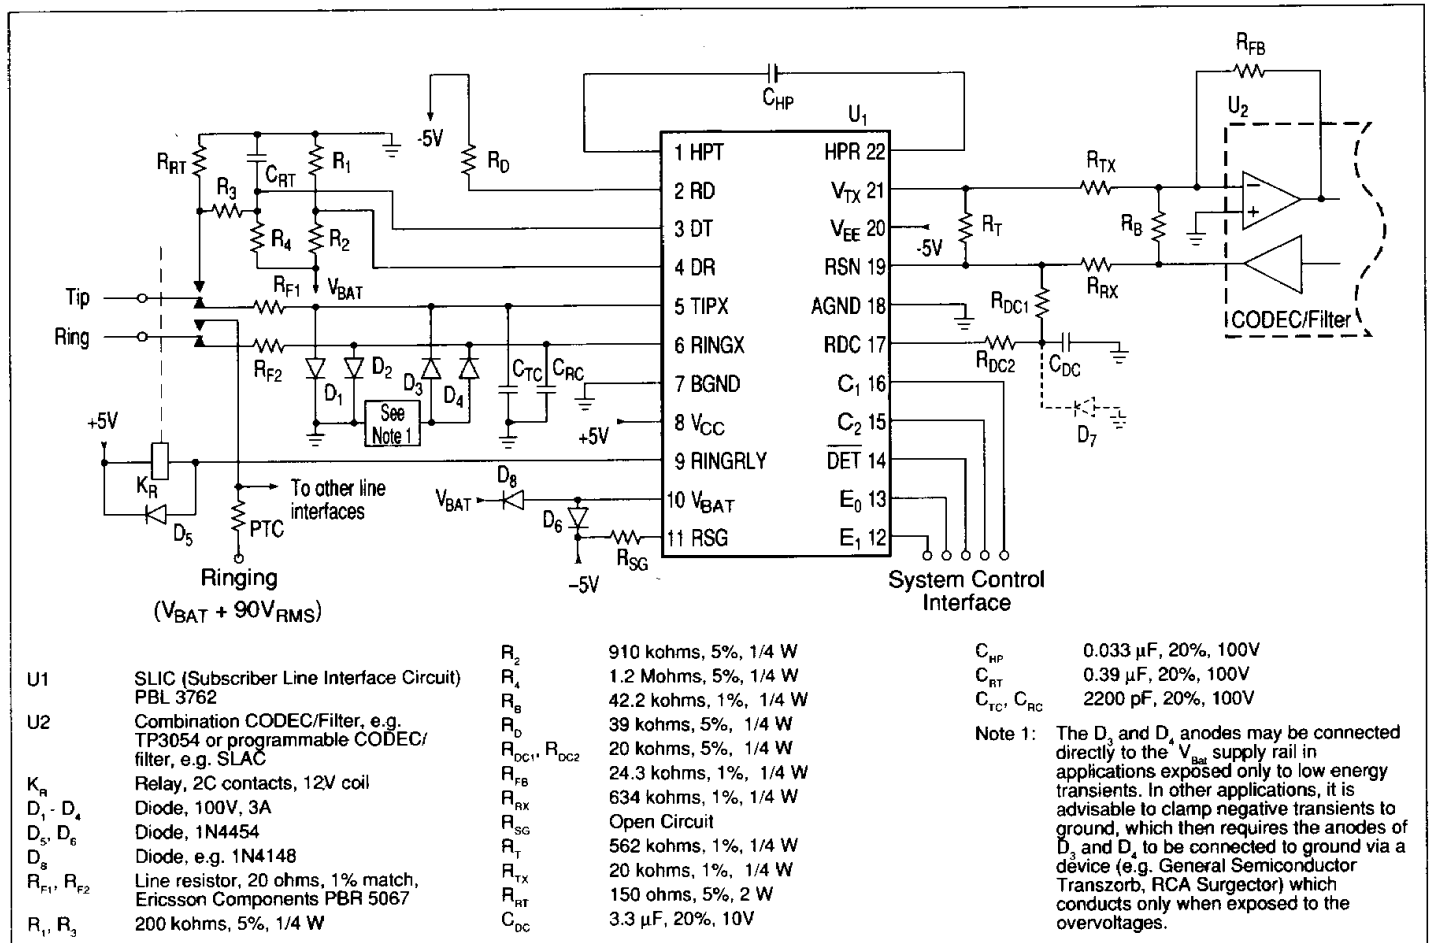 C_HP
R_FB
U_1
U_2
-5V
R_D
R_RT
C_RT
R_1
R_3
R_4
R_2
V_BAT
1 HPT
2 RD
3 DT
4 DR
5 TIPX
6 RINGX
7 BGND
8 V_CC
9 RINGRLY
10 V_BAT
11 RSG
HPR 22
V_TX 21
V_EE 20
RSN 19
AGND 18
RDC 17
C_1 16
C_2 15
DET 14
E_0 13
E_1 12
R_TX
R_T
R_B
-5V
R_RX
R_DC1
R_DC2
C_DC
D_7
CODEC/Filter
Tip
Ring
R_F1
R_F2
D_1
D_2
D_3
D_4
C_TC
C_RC
See
Note 1
+5V
+5V
K_R
D_5
PTC
To other line
interfaces
V_BAT
D_8
D_6
R_SG
–5V
Ringing
(V_BAT + 90V_RMS)
System Control
Interface
U1 SLIC (Subscriber Line Interface Circuit)
PBL 3762
U2 Combination CODEC/Filter, e.g.
TP3054 or programmable CODEC/
filter, e.g. SLAC
K_R Relay, 2C contacts, 12V coil
D_1 - D_4 Diode, 100V, 3A
D_5, D_6 Diode, 1N4454
D_8 Diode, e.g. 1N4148
R_F1, R_F2 Line resistor, 20 ohms, 1% match,
Ericsson Components PBR 5067
R_1, R_3 200 kohms, 5%, 1/4 W
R_2 910 kohms, 5%, 1/4 W
R_4 1.2 Mohms, 5%, 1/4 W
R_B 42.2 kohms, 1%, 1/4 W
R_D 39 kohms, 5%, 1/4 W
R_DC1, R_DC2 20 kohms, 5%, 1/4 W
R_FB 24.3 kohms, 1%, 1/4 W
R_RX 634 kohms, 1%, 1/4 W
R_SG Open Circuit
R_T 562 kohms, 1%, 1/4 W
R_TX 20 kohms, 1%, 1/4 W
R_RT 150 ohms, 5%, 2 W
C_DC 3.3 µF, 20%, 10V
C_HP 0.033 µF, 20%, 100V
C_RT 0.39 µF, 20%, 100V
C_TC, C_RC 2200 pF, 20%, 100V
Note 1: The D_3 and D_4 anodes may be connected
directly to the V_Bat supply rail in
applications exposed only to low energy
transients. In other applications, it is
advisable to clamp negative transients to
ground, which then requires the anodes of
D_3 and D_4 to be connected to ground via a
device (e.g. General Semiconductor
Transzorb, RCA Surgector) which
conducts only when exposed to the
overvoltages.